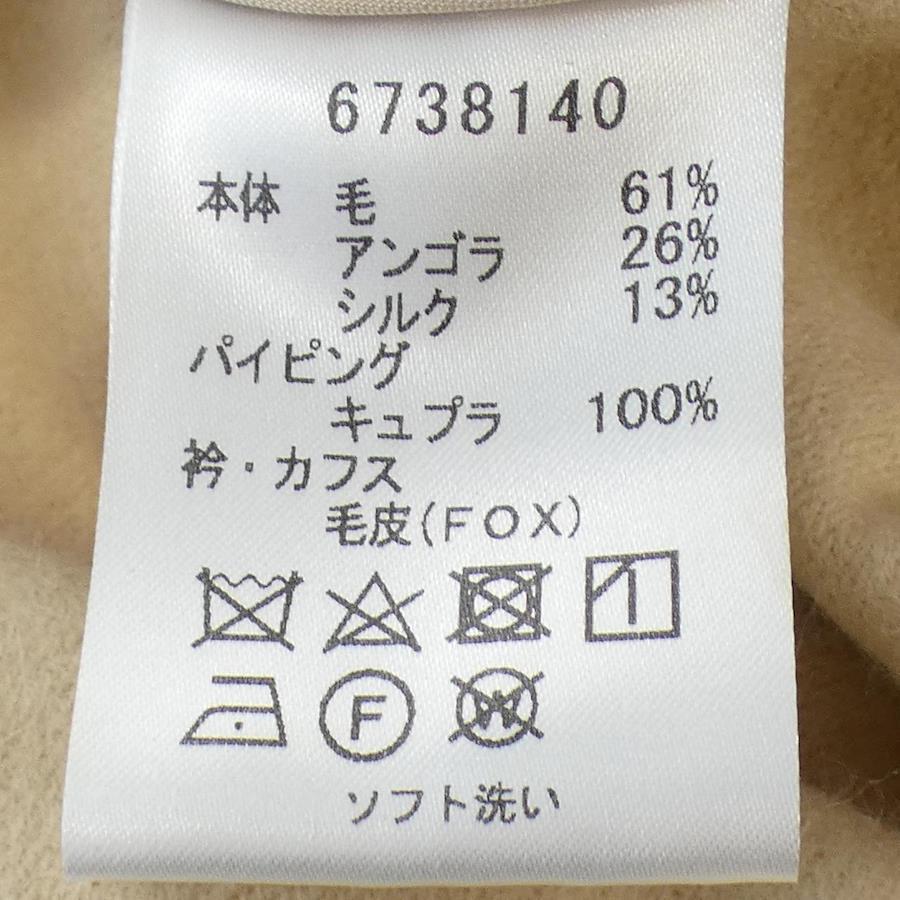 6738140
本体 毛 61%
アンゴラ 26%
シルク 13%
パイピング
キュプラ 100%
衿・カフス
毛皮(FOX)
F W
ソフト洗い